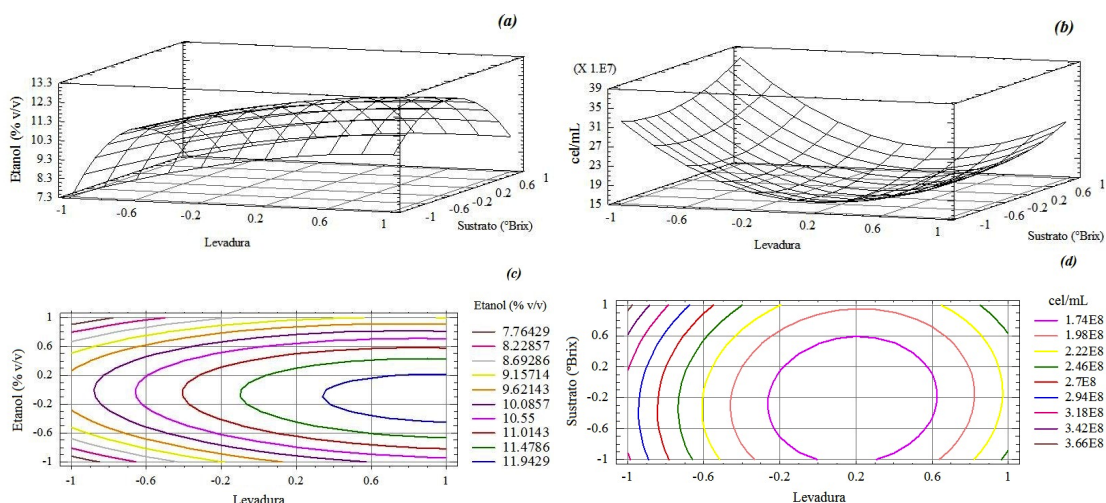 (a)
Etanol (% v/v)
13.3
12.3
11.3
10.3
9.3
8.3
7.3
-1
-0.6
-0.2
0.2
0.6
1
Levadura
-1
-0.6
-0.2
0.2
0.6
1
Sustrato (°Brix)
(b)
(X 1.E7)
cel/mL
39
35
31
27
23
19
15
-1
-0.6
-0.2
0.2
0.6
1
Levadura
-1
-0.6
-0.2
0.2
0.6
1
Sustrato (°Brix)
(c)
Etanol (% v/v)
1
0.6
0.2
-0.2
-0.6
-1
-1
-0.6
-0.2
0.2
0.6
1
Levadura
Etanol (% v/v)
7.76429
8.22857
8.69286
9.15714
9.62143
10.0857
10.55
11.0143
11.4786
11.9429
(d)
Sustrato (°Brix)
1
0.6
0.2
-0.2
-0.6
-1
-1
-0.6
-0.2
0.2
0.6
1
Levadura
cel/mL
1.74E8
1.98E8
2.22E8
2.46E8
2.7E8
2.94E8
3.18E8
3.42E8
3.66E8